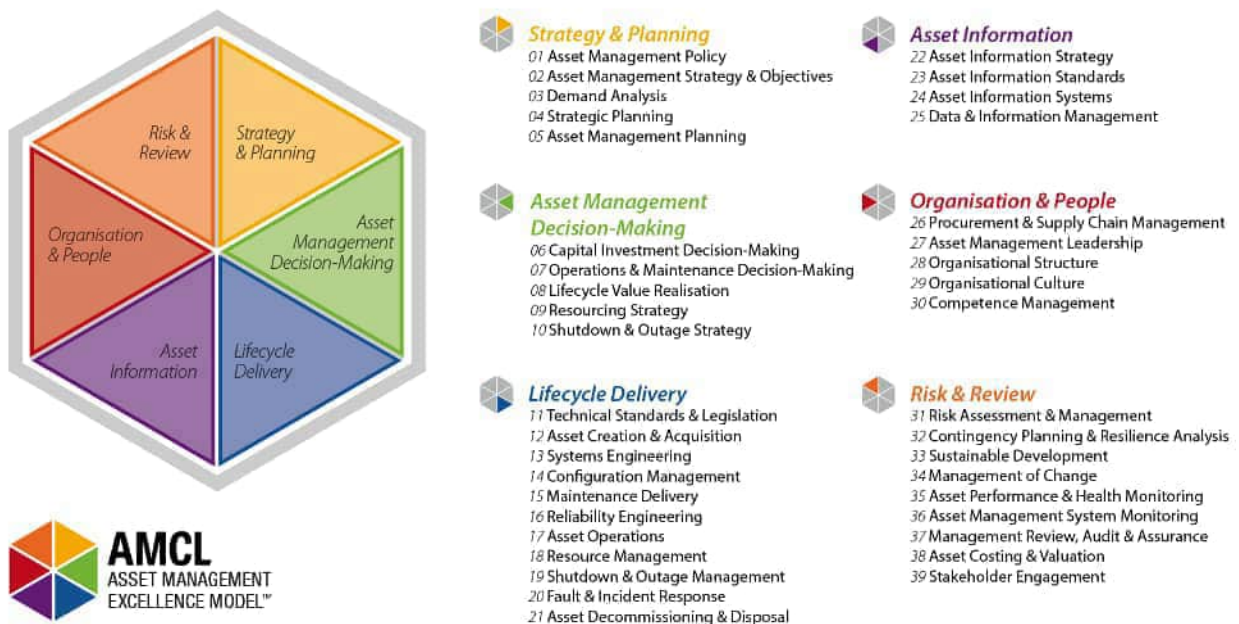 Risk &
Review
Strategy
& Planning
Organisation
& People
Asset
Management
Decision-Making
Asset
Information
Lifecycle
Delivery
AMCL
ASSET MANAGEMENT
EXCELLENCE MODEL™
Strategy & Planning
01 Asset Management Policy
02 Asset Management Strategy & Objectives
03 Demand Analysis
04 Strategic Planning
05 Asset Management Planning
Asset Management
Decision-Making
06 Capital Investment Decision-Making
07 Operations & Maintenance Decision-Making
08 Lifecycle Value Realisation
09 Resourcing Strategy
10 Shutdown & Outage Strategy
Lifecycle Delivery
11 Technical Standards & Legislation
12 Asset Creation & Acquisition
13 Systems Engineering
14 Configuration Management
15 Maintenance Delivery
16 Reliability Engineering
17 Asset Operations
18 Resource Management
19 Shutdown & Outage Management
20 Fault & Incident Response
21 Asset Decommissioning & Disposal
Asset Information
22 Asset Information Strategy
23 Asset Information Standards
24 Asset Information Systems
25 Data & Information Management
Organisation & People
26 Procurement & Supply Chain Management
27 Asset Management Leadership
28 Organisational Structure
29 Organisational Culture
30 Competence Management
Risk & Review
31 Risk Assessment & Management
32 Contingency Planning & Resilience Analysis
33 Sustainable Development
34 Management of Change
35 Asset Performance & Health Monitoring
36 Asset Management System Monitoring
37 Management Review, Audit & Assurance
38 Asset Costing & Valuation
39 Stakeholder Engagement